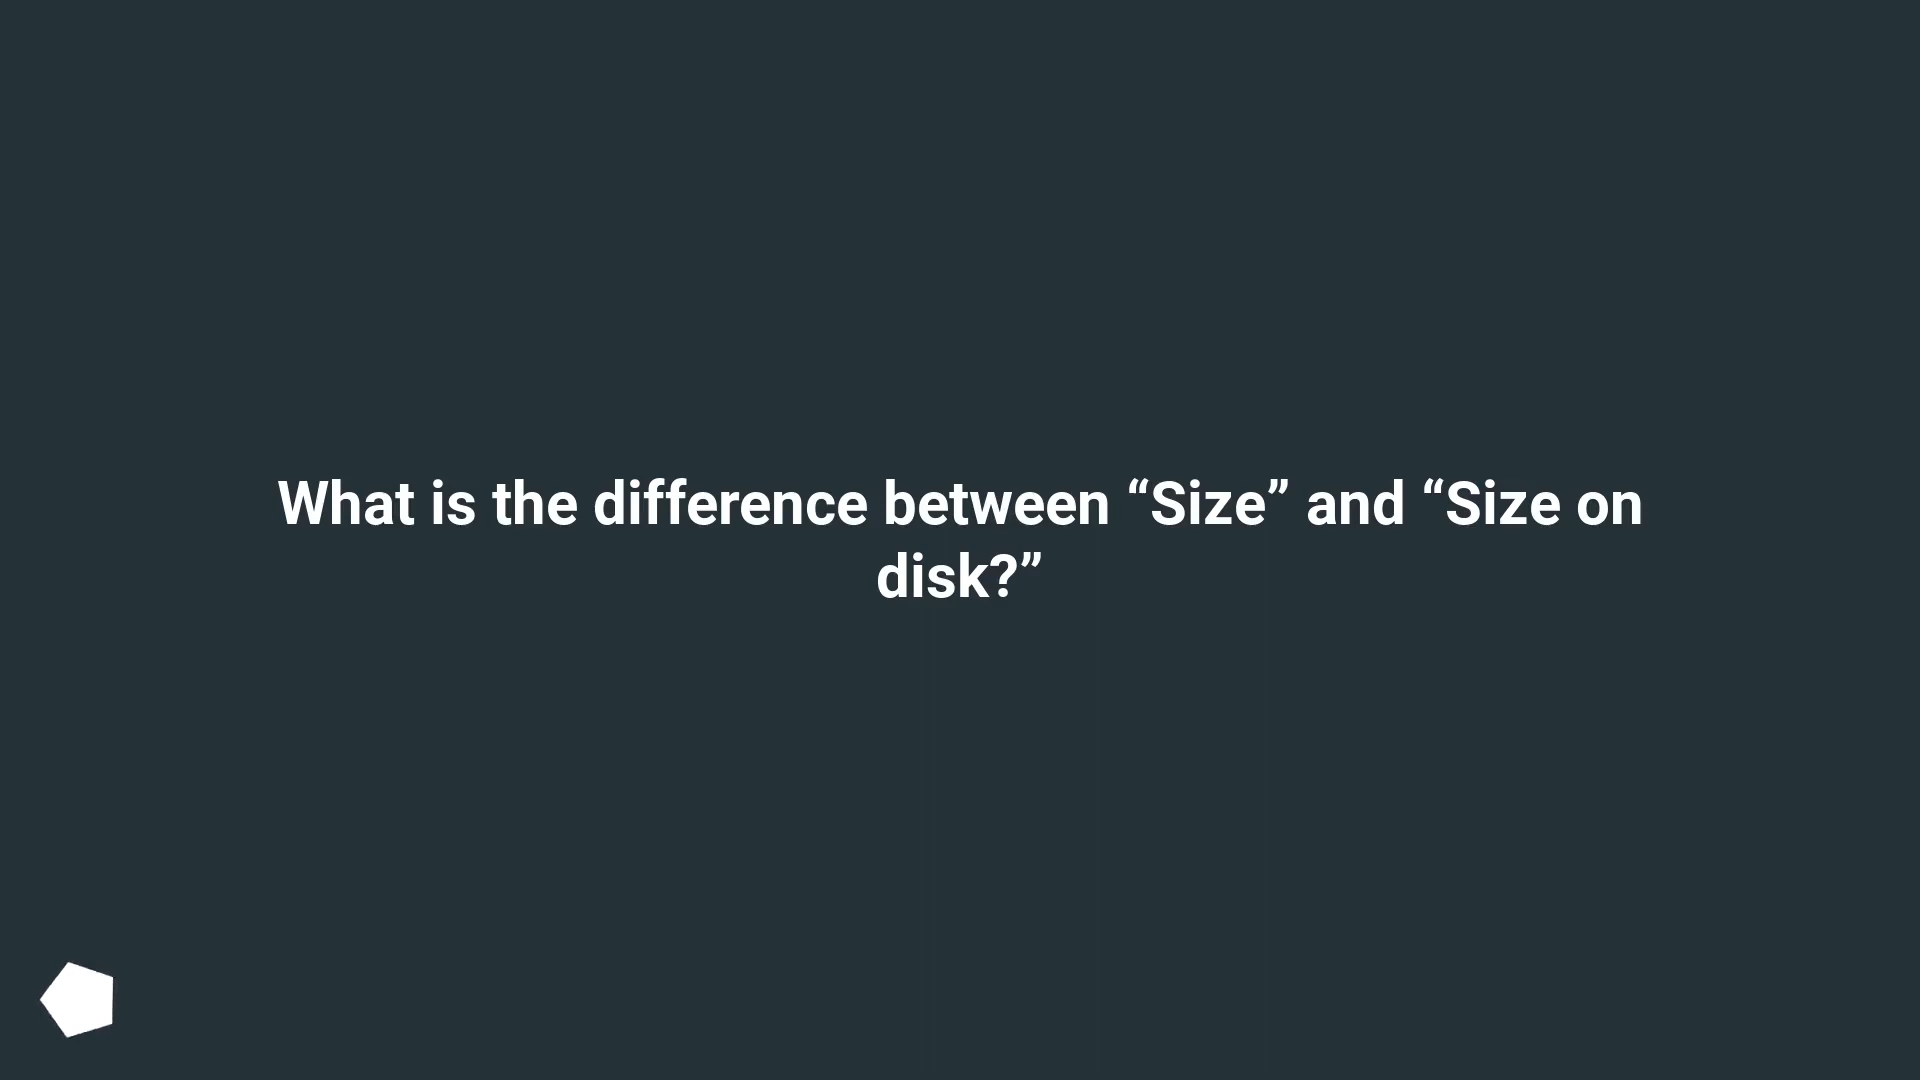 What is the difference between “Size” and “Size on
disk?”